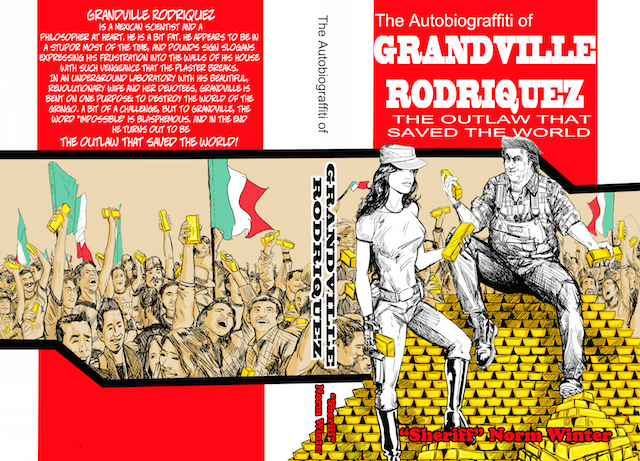 GRANDVILLE RODRIQUEZ
IS A MEXICAN SCIENTIST AND A
PHILOSOPHER AT HEART. HE IS A BIT FAT. HE APPEARS TO BE IN
A STUPOR MOST OF THE TIME, AND POUNDS SIGN SLOGANS
EXPRESSING HIS FRUSTRATION INTO THE WALLS OF HIS HOUSE
WITH SUCH VENGEANCE THAT THE PLASTER BREAKS.
IN AN UNDERGROUND LABORATORY WITH HIS BEAUTIFUL,
REVOLUTIONARY WIFE AND HER DEVOTEES, GRANDVILLE IS
BENT ON ONE PURPOSE: TO DESTROY THE WORLD OF THE
GRINGO. A BIT OF A CHALLENGE, BUT TO GRANDVILLE, THE
WORD "IMPOSSIBLE" IS BLASPHEMOUS. AND IN THE END
HE TURNS OUT TO BE
THE OUTLAW THAT SAVED THE WORLD!
The Autobiograffiti of
GRANDVILLE
RODRIQUEZ
"Sheriff"
Norm Winter
The Autobiograffiti of
GRANDVILLE
RODRIQUEZ
THE OUTLAW THAT
SAVED THE WORLD
"Sheriff" Norm Winter